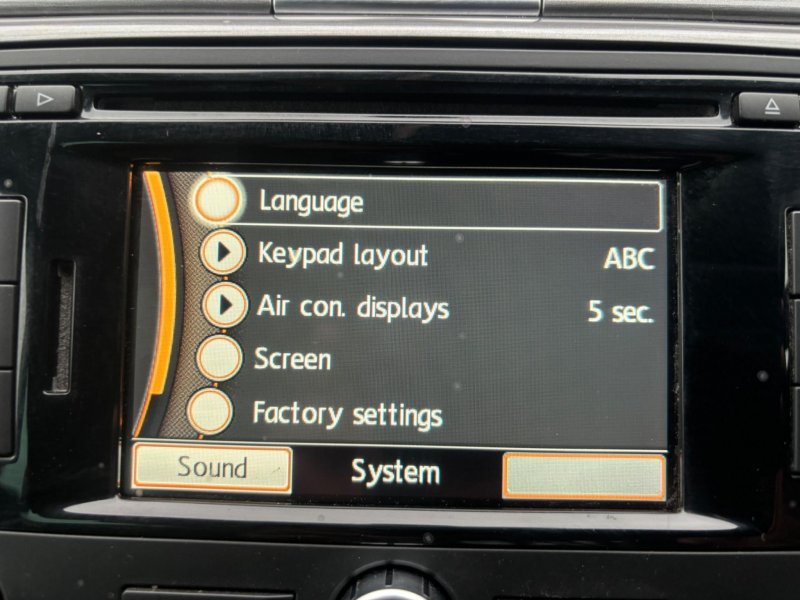 Language
Keypad layout ABC
Air con. displays 5 sec.
Screen
Factory settings
Sound System